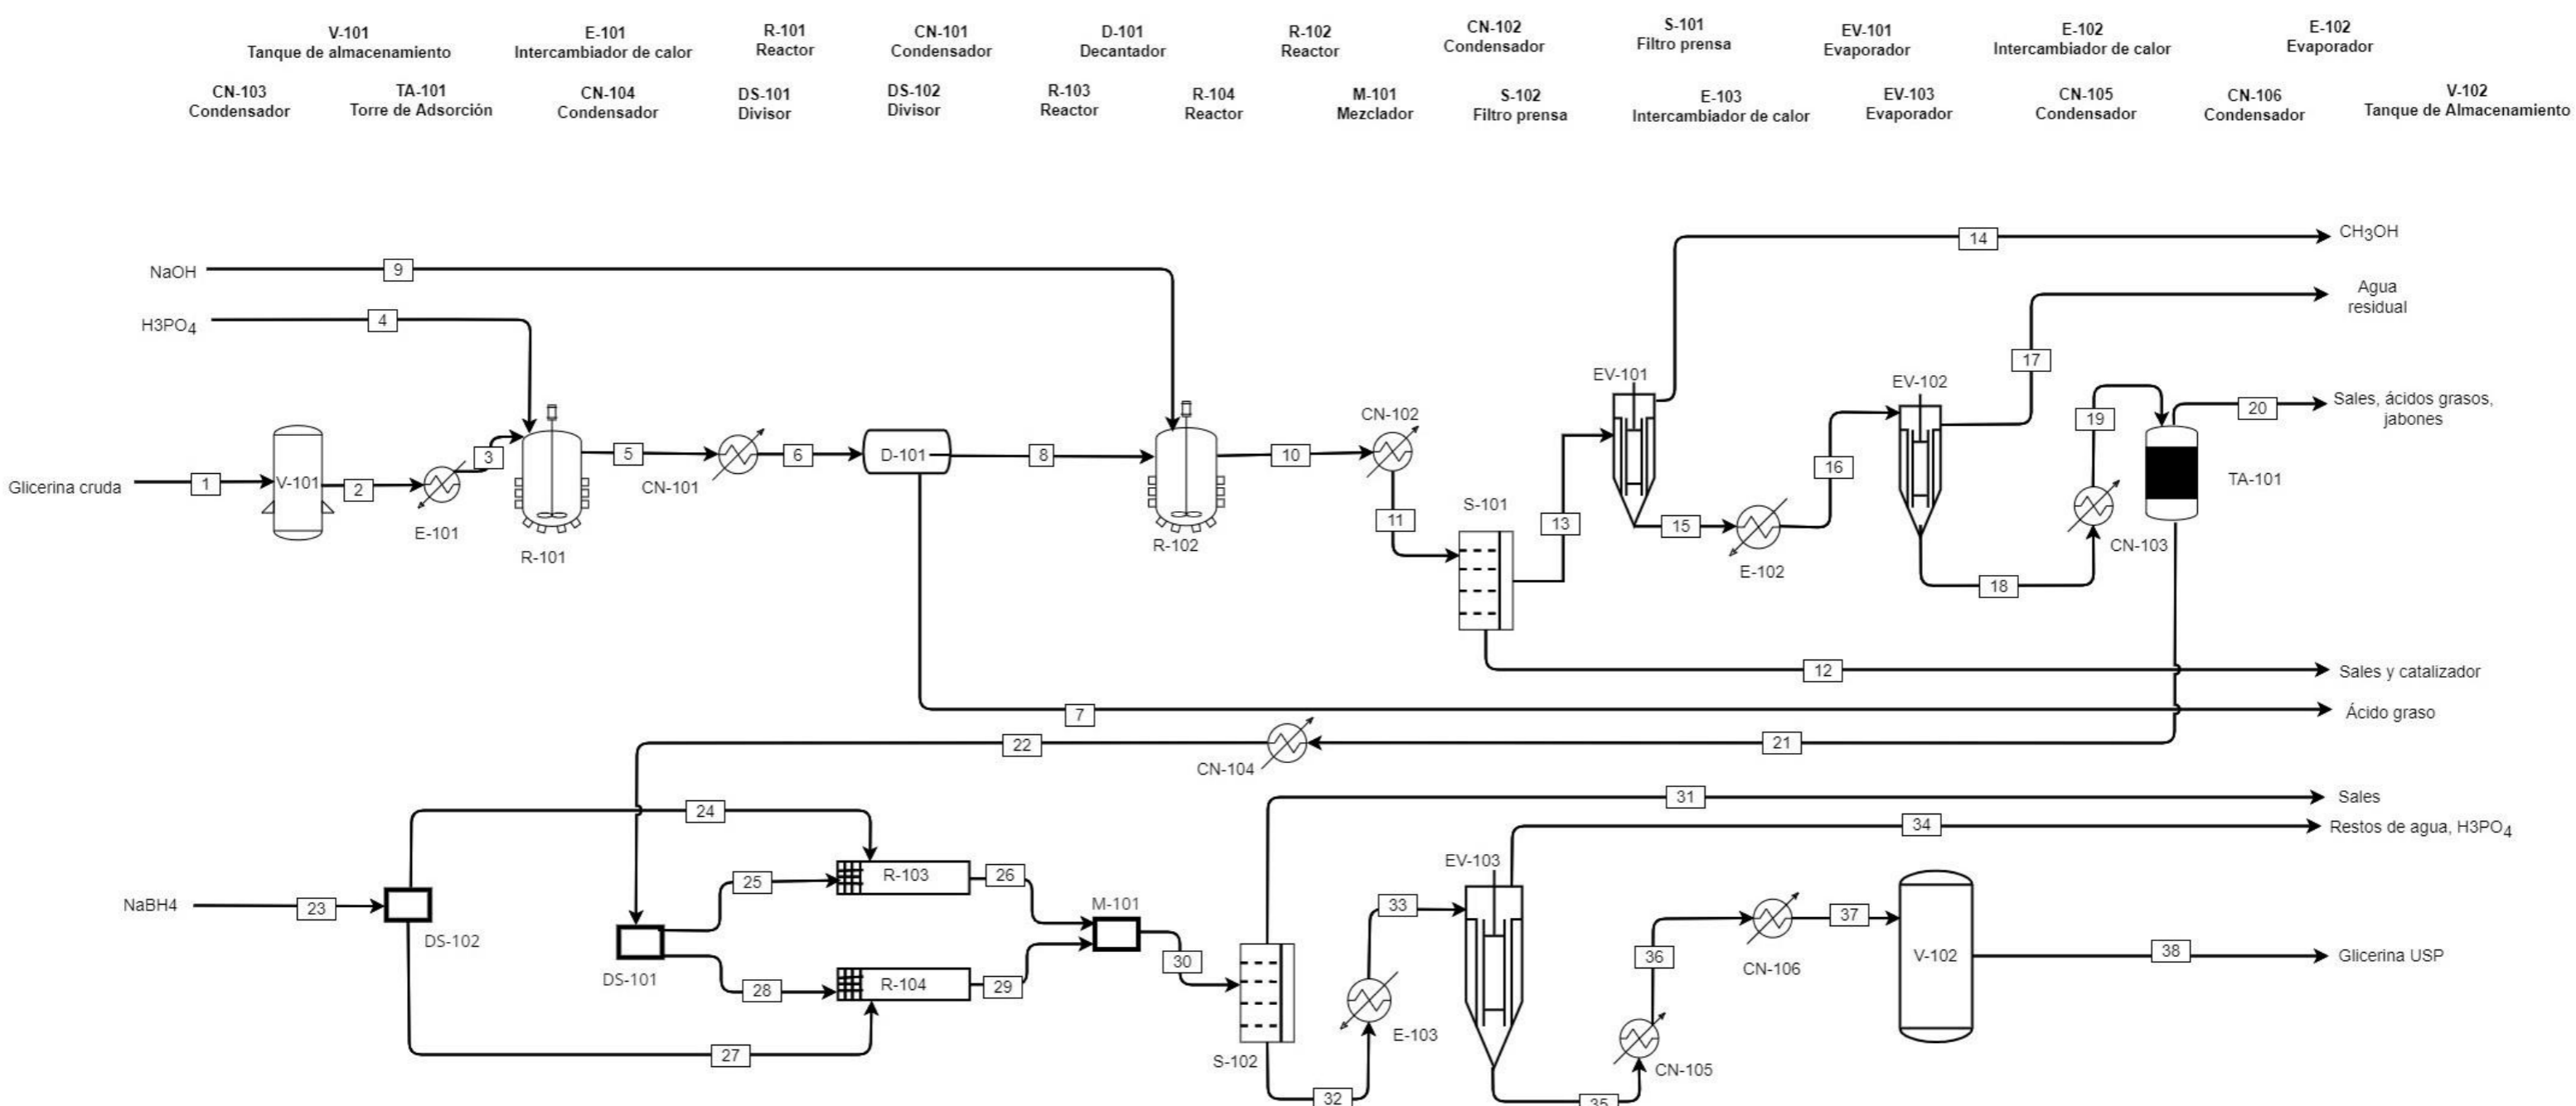 V-101
Tanque de almacenamiento
E-101
Intercambiador de calor
R-101
Reactor
CN-101
Condensador
D-101
Decantador
R-102
Reactor
CN-102
Condensador
S-101
Filtro prensa
EV-101
Evaporador
E-102
Intercambiador de calor
E-102
Evaporador
CN-103
Condensador
TA-101
Torre de Adsorción
CN-104
Condensador
DS-101
Divisor
DS-102
Divisor
R-103
Reactor
R-104
Reactor
M-101
Mezclador
S-102
Filtro prensa
E-103
Intercambiador de calor
EV-103
Evaporador
CN-105
Condensador
CN-106
Condensador
V-102
Tanque de Almacenamiento
14
CH3OH
NaOH
9
Agua
residual
H3PO4
4
17
EV-101
EV-102
Sales, ácidos grasos,
jabones
20
19
CN-102
3
5
6
D-101
8
10
16
TA-101
Glicerina cruda
1
V-101
2
CN-101
E-101
R-101
R-102
11
S-101
13
15
E-102
CN-103
18
12
Sales y catalizador
7
Ácido graso
22
21
CN-104
31
Sales
24
34
Restos de agua, H3PO4
EV-103
25
R-103
26
NaBH4
23
M-101
33
37
DS-102
DS-101
30
36
CN-106
V-102
38
Glicerina USP
28
R-104
29
E-103
27
S-102
CN-105
32
35